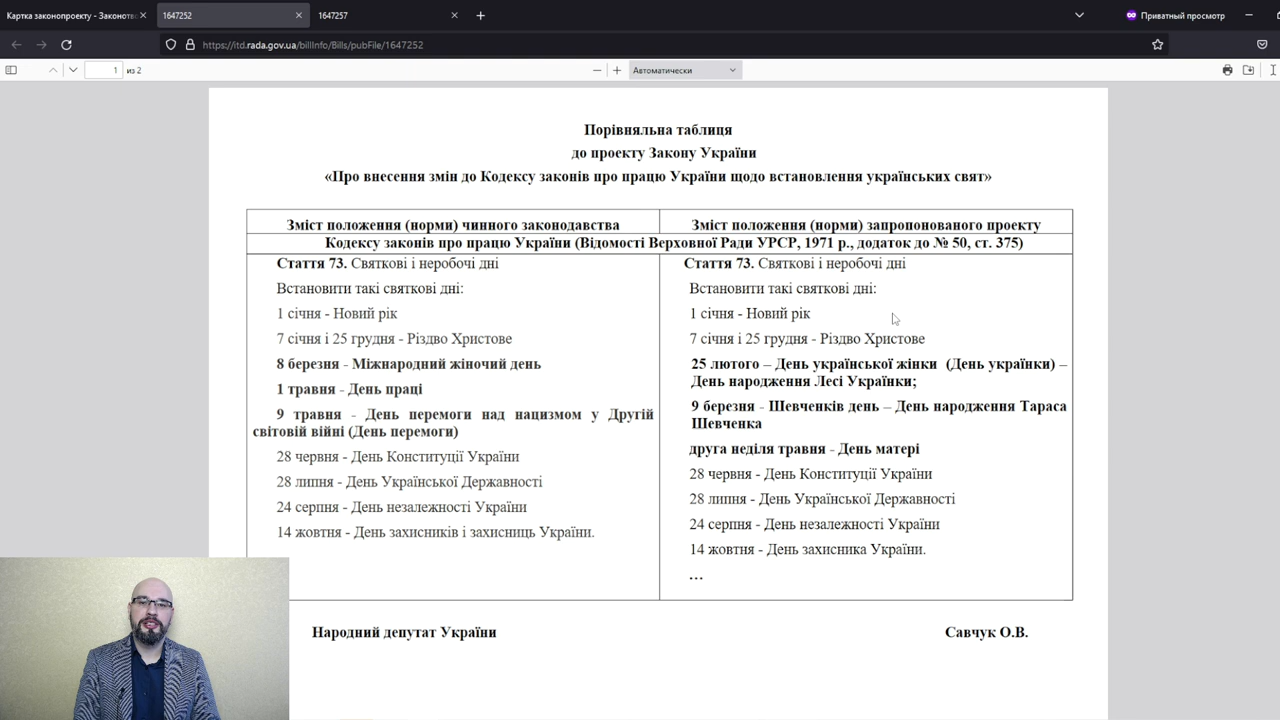 Картка законопроекту - Законотво
1647252
1647257
Приватный просмотр
https://itd.rada.gov.ua/billInfo/Bills/pubFile/1647252
1
из 2
Автоматически
Порівняльна таблиця
до проекту Закону України
«Про внесення змін до Кодексу законів про працю України щодо встановлення українських свят»
Зміст положення (норми) чинного законодавства
Зміст положення (норми) запропонованого проекту
Кодексу законів про працю України (Відомості Верховної Ради УРСР, 1971 р., додаток до № 50, ст. 375)
Стаття 73. Святкові і неробочі дні
Встановити такі святкові дні:
1 січня - Новий рік
7 січня і 25 грудня - Різдво Христове
8 березня - Міжнародний жіночий день
1 травня - День праці
9 травня - День перемоги над нацизмом у Другій
світовій війні (День перемоги)
28 червня - День Конституції України
28 липня - День Української Державності
24 серпня - День незалежності України
14 жовтня - День захисників і захисниць України.
Стаття 73. Святкові і неробочі дні
Встановити такі святкові дні:
1 січня - Новий рік
7 січня і 25 грудня - Різдво Христове
25 лютого – День української жінки (День українки) –
День народження Лесі Українки;
9 березня - Шевченків день – День народження Тараса
Шевченка
друга неділя травня - День матері
28 червня - День Конституції України
28 липня - День Української Державності
24 серпня - День незалежності України
14 жовтня - День захисника України.
…
Народний депутат України
Савчук О.В.